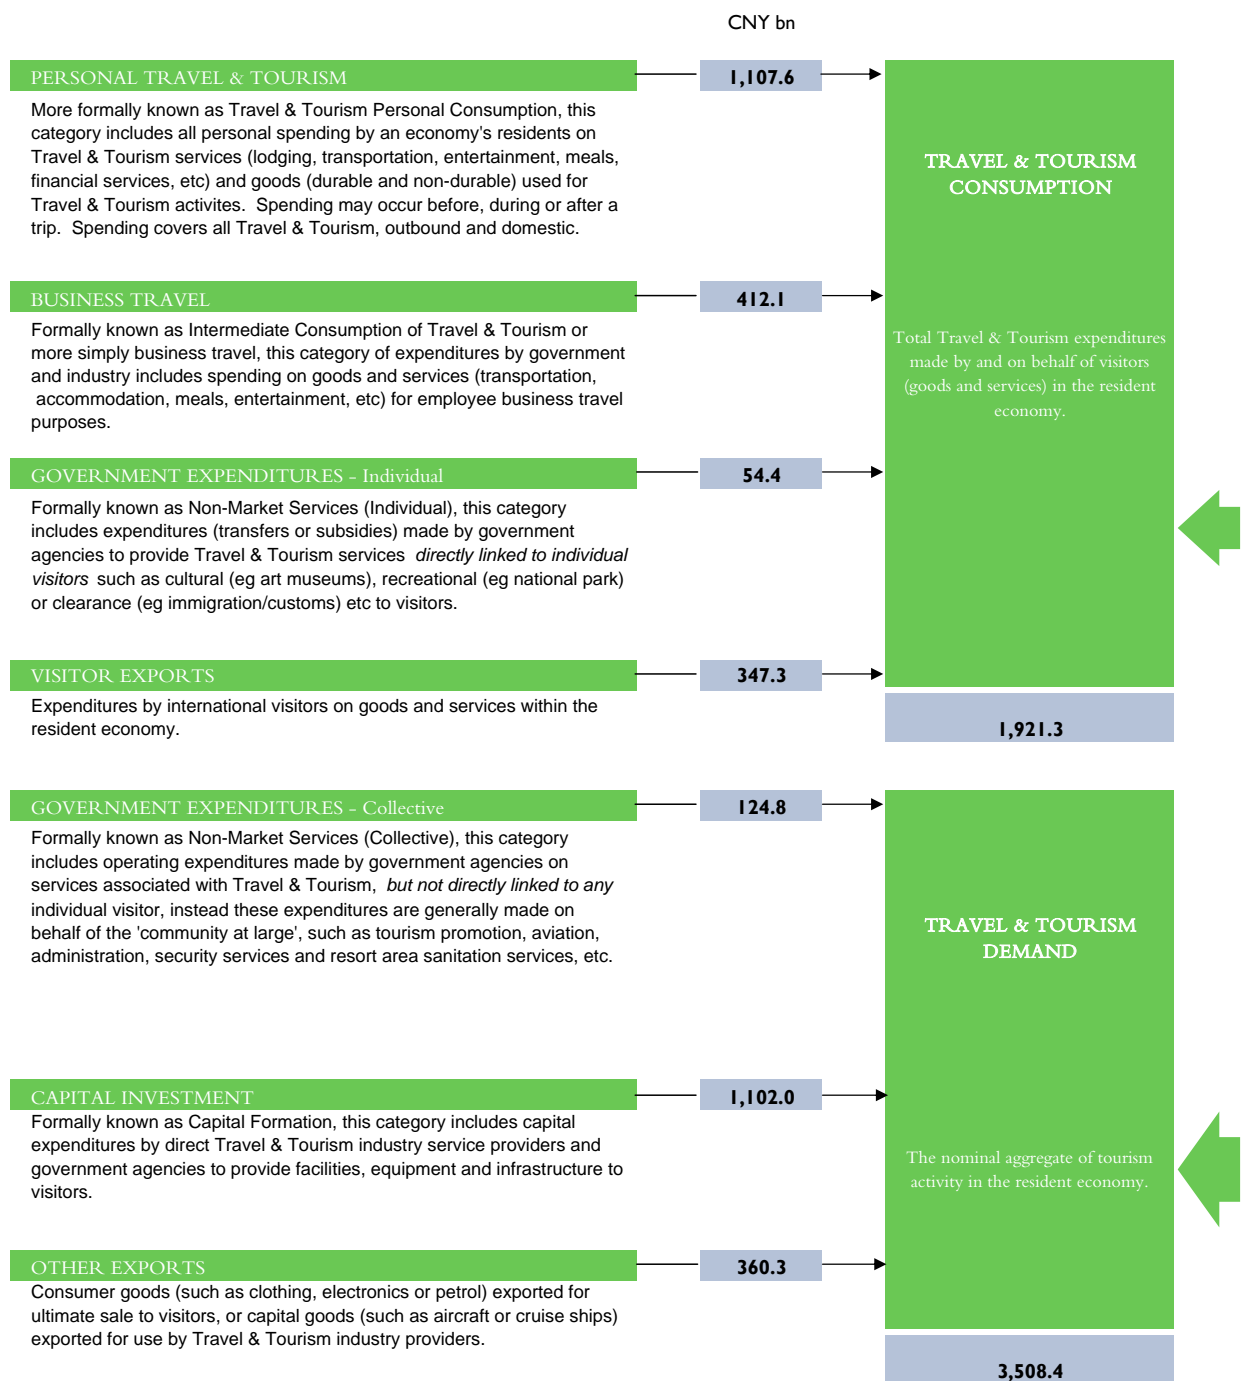 CNY bn
PERSONAL TRAVEL & TOURISM
1,107.6
More formally known as Travel & Tourism Personal Consumption, this
category includes all personal spending by an economy's residents on
Travel & Tourism services (lodging, transportation, entertainment, meals,
financial services, etc) and goods (durable and non-durable) used for
Travel & Tourism activites.  Spending may occur before, during or after a
trip.  Spending covers all Travel & Tourism, outbound and domestic.
TRAVEL & TOURISM
CONSUMPTION
BUSINESS TRAVEL
412.1
Formally known as Intermediate Consumption of Travel & Tourism or
more simply business travel, this category of expenditures by government
and industry includes spending on goods and services (transportation,
accommodation, meals, entertainment, etc) for employee business travel
purposes.
Total Travel & Tourism expenditures
made by and on behalf of visitors
(goods and services) in the resident
economy.
GOVERNMENT EXPENDITURES - Individual
54.4
Formally known as Non-Market Services (Individual), this category
includes expenditures (transfers or subsidies) made by government
agencies to provide Travel & Tourism services  directly linked to individual
visitors  such as cultural (eg art museums), recreational (eg national park)
or clearance (eg immigration/customs) etc to visitors.
VISITOR EXPORTS
347.3
Expenditures by international visitors on goods and services within the
resident economy.
1,921.3
GOVERNMENT EXPENDITURES - Collective
124.8
Formally known as Non-Market Services (Collective), this category
includes operating expenditures made by government agencies on
services associated with Travel & Tourism,  but not directly linked to any
individual visitor, instead these expenditures are generally made on
behalf of the 'community at large', such as tourism promotion, aviation,
administration, security services and resort area sanitation services, etc.
TRAVEL & TOURISM
DEMAND
CAPITAL INVESTMENT
1,102.0
Formally known as Capital Formation, this category includes capital
expenditures by direct Travel & Tourism industry service providers and
government agencies to provide facilities, equipment and infrastructure to
visitors.
The nominal aggregate of tourism
activity in the resident economy.
OTHER EXPORTS
360.3
Consumer goods (such as clothing, electronics or petrol) exported for
ultimate sale to visitors, or capital goods (such as aircraft or cruise ships)
exported for use by Travel & Tourism industry providers.
3,508.4